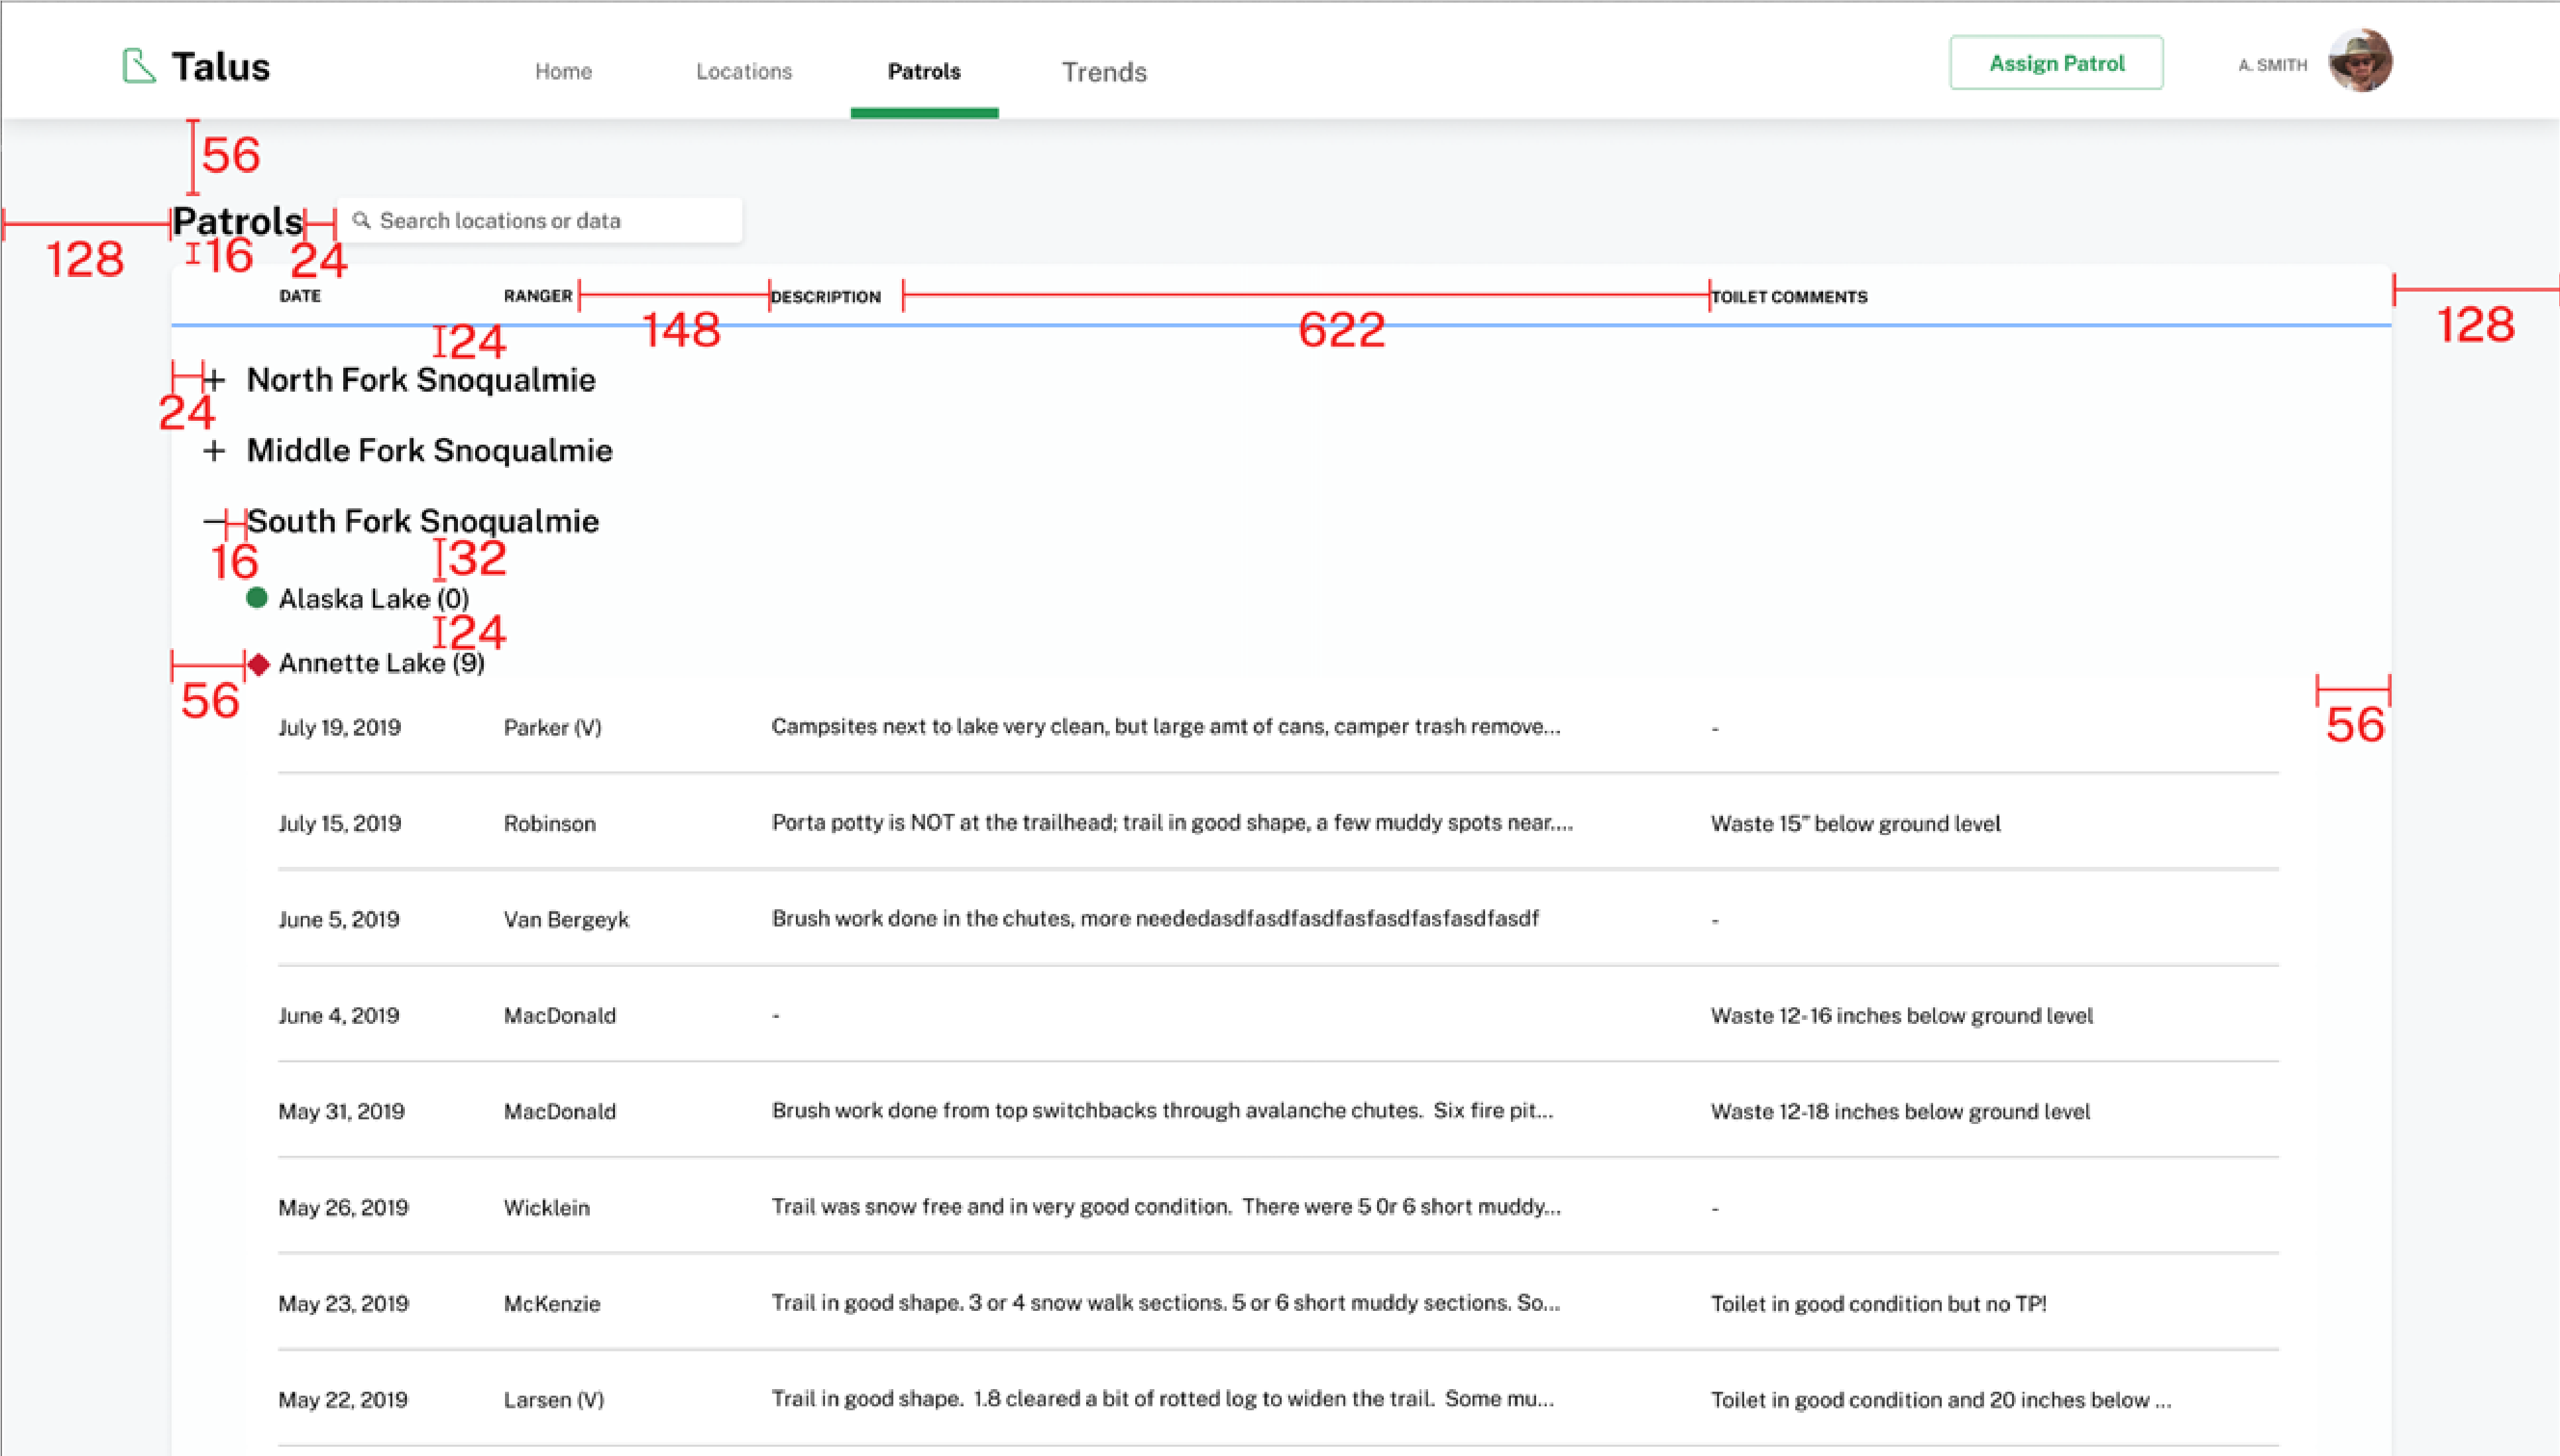 Talus Home Locations Patrols Trends Assign Patrol A. SMITH
56
Patrols Search locations or data
128 16 24
DATE RANGER DESCRIPTION TOILET COMMENTS
24 148 622 128
North Fork Snoqualmie
24
Middle Fork Snoqualmie
South Fork Snoqualmie
16 32
Alaska Lake (0)
24
Annette Lake (9)
56 56
July 19, 2019 Parker (V) Campsites next to lake very clean, but large amt of cans, camper trash remove... -
July 15, 2019 Robinson Porta potty is NOT at the trailhead; trail in good shape, a few muddy spots near.... Waste 15” below ground level
June 5, 2019 Van Bergeyk Brush work done in the chutes, more neededasdfasdfasdfasfasdfasfasdfasdf -
June 4, 2019 MacDonald - Waste 12-16 inches below ground level
May 31, 2019 MacDonald Brush work done from top switchbacks through avalanche chutes. Six fire pit... Waste 12-18 inches below ground level
May 26, 2019 Wicklein Trail was snow free and in very good condition. There were 5 0r 6 short muddy... -
May 23, 2019 McKenzie Trail in good shape. 3 or 4 snow walk sections. 5 or 6 short muddy sections. So... Toilet in good condition but no TP!
May 22, 2019 Larsen (V) Trail in good shape. 1.8 cleared a bit of rotted log to widen the trail. Some mu... Toilet in good condition and 20 inches below ...